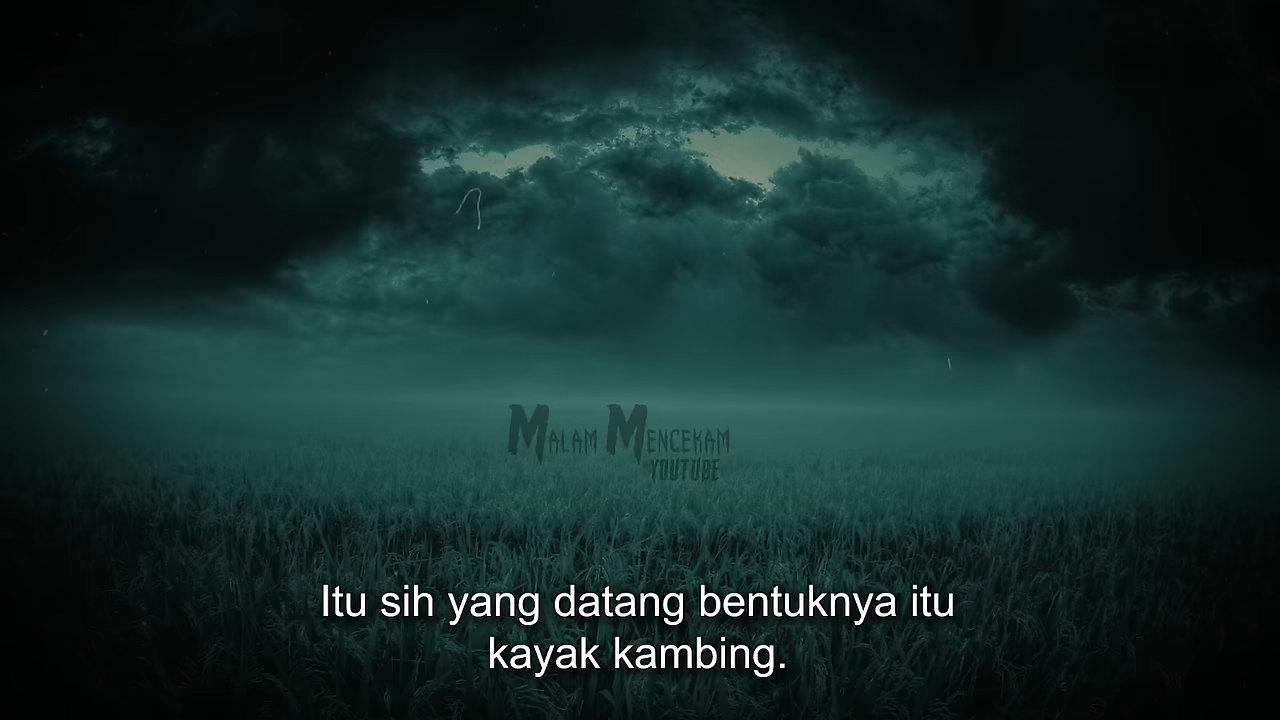 Malam Mencekam
YOUTUBE
Itu sih yang datang bentuknya itu
kayak kambing.